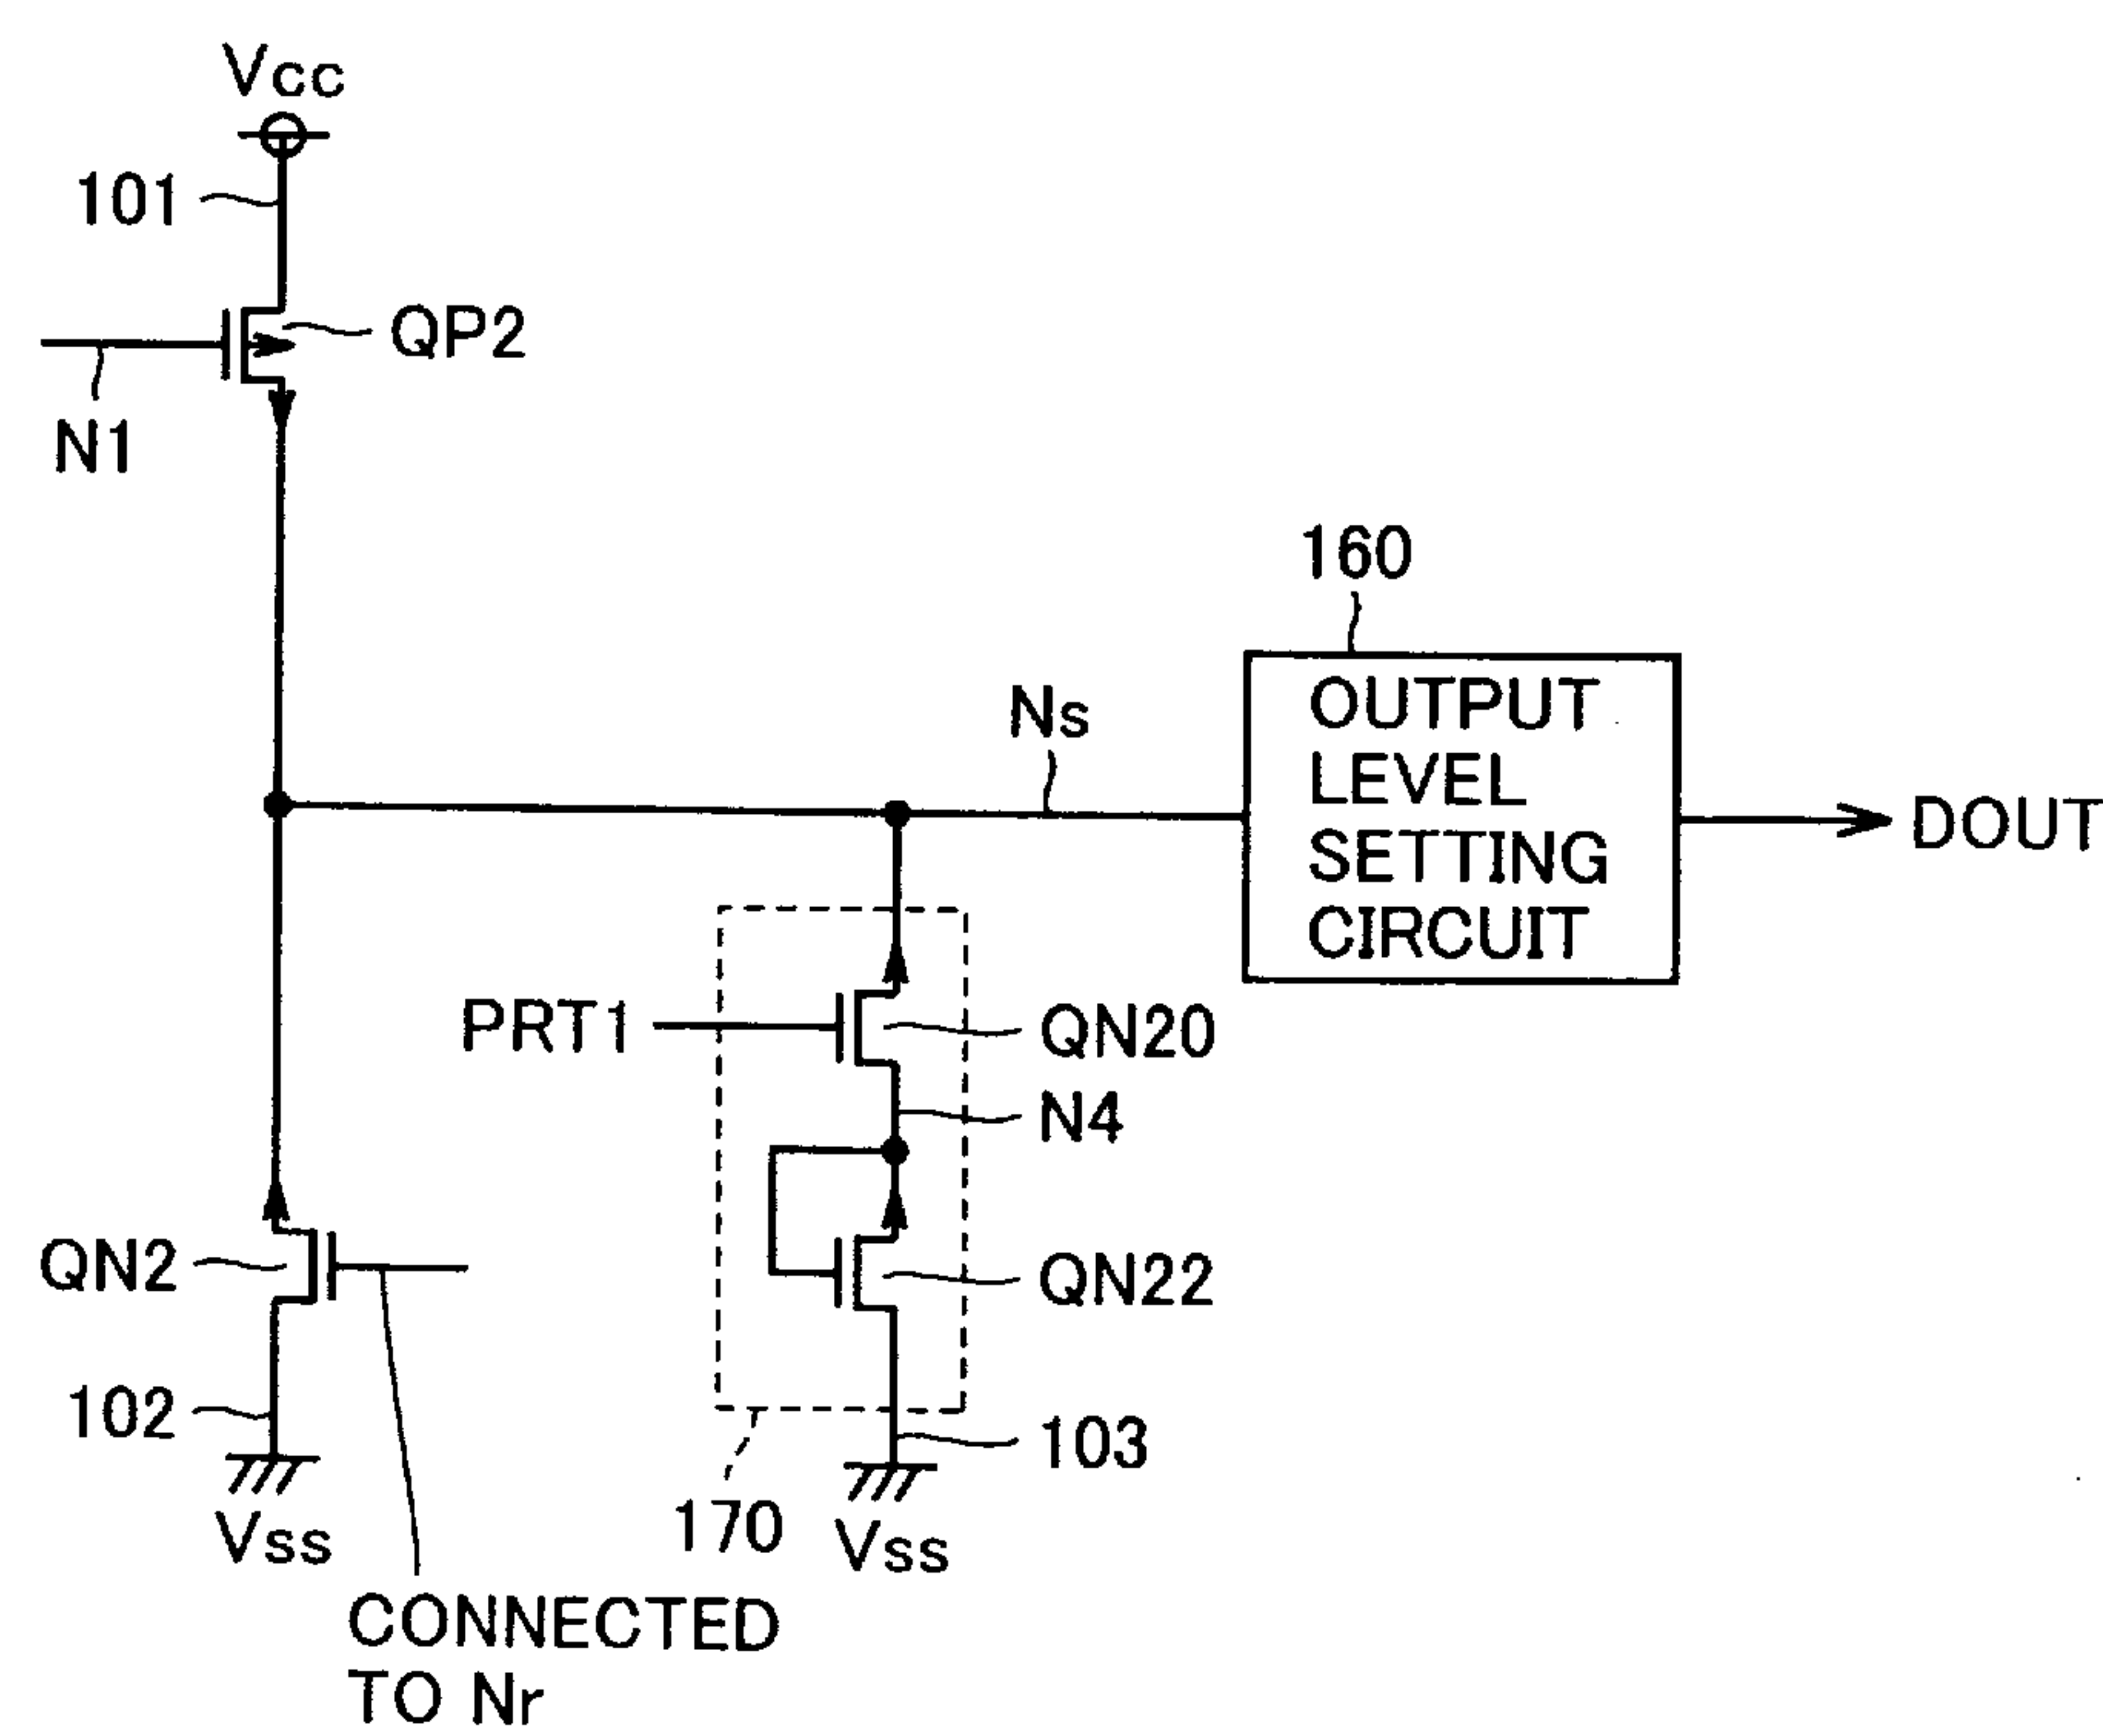 Vcc
101
QP2
N1
160
Ns
OUTPUT
LEVEL
SETTING
CIRCUIT
DOUT
PRT1
QN20
N4
QN2
QN22
102
103
170
Vss
Vss
CONNECTED
TO Nr